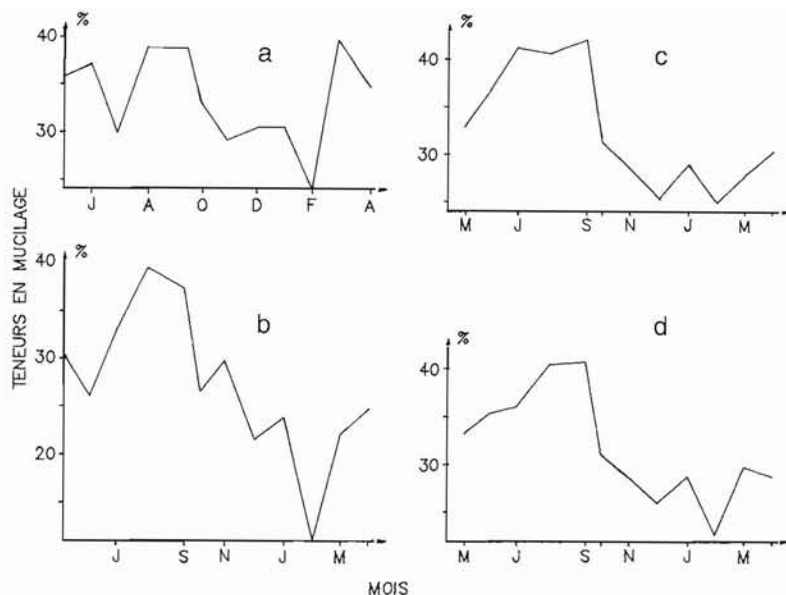 TENEURS EN MUCILAGE
%
a
40
30
J A O D F A
%
c
40
30
M J S N J M
%
b
40
30
20
J S N J M
%
d
40
30
M J S N J M
MOIS